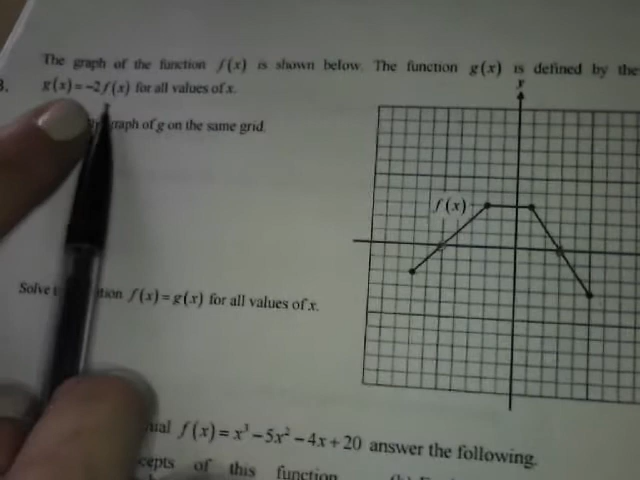 The graph of the function f(x) is shown below. The function g(x) is defined by the
3. g(x) = -2f(x) for all values of x.
graph of g on the same grid.
y
f(x)
Solve f(x) = g(x) for all values of x.
f(x) = x³ - 5x² - 4x + 20 answer the following.
of this function